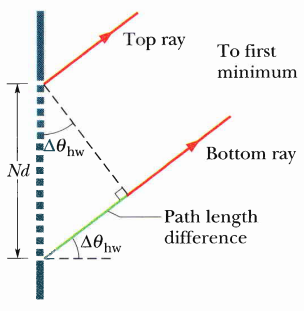 Top ray
To first
minimum
Δθhw
Bottom ray
Nd
Path length
difference
Δθhw